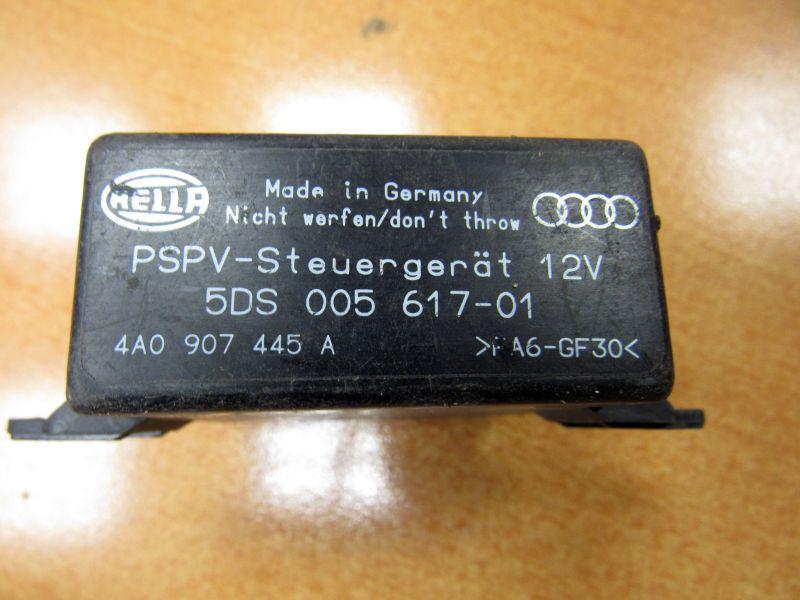 HELLA
Made in Germany
Nicht werfen/don't throw
PSPV-Steuergerät 12V
5DS 005 617-01
4A0 907 445 A
>PA6-GF30<